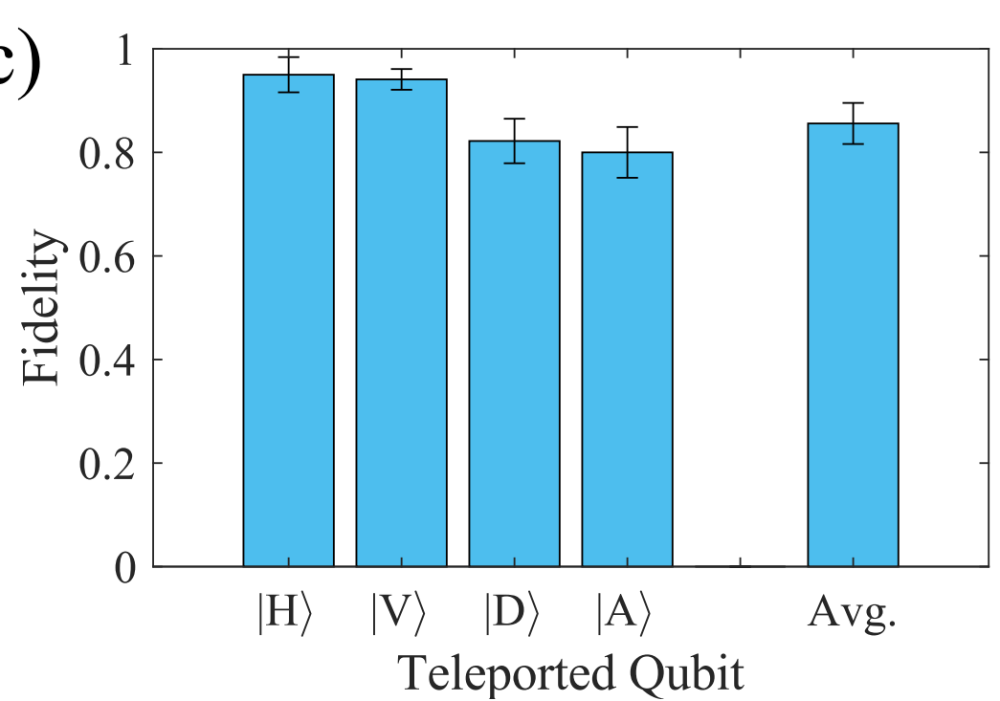 c)
1
0.8
0.6
0.4
0.2
0
Fidelity
|H⟩ |V⟩ |D⟩ |A⟩ Avg.
Teleported Qubit